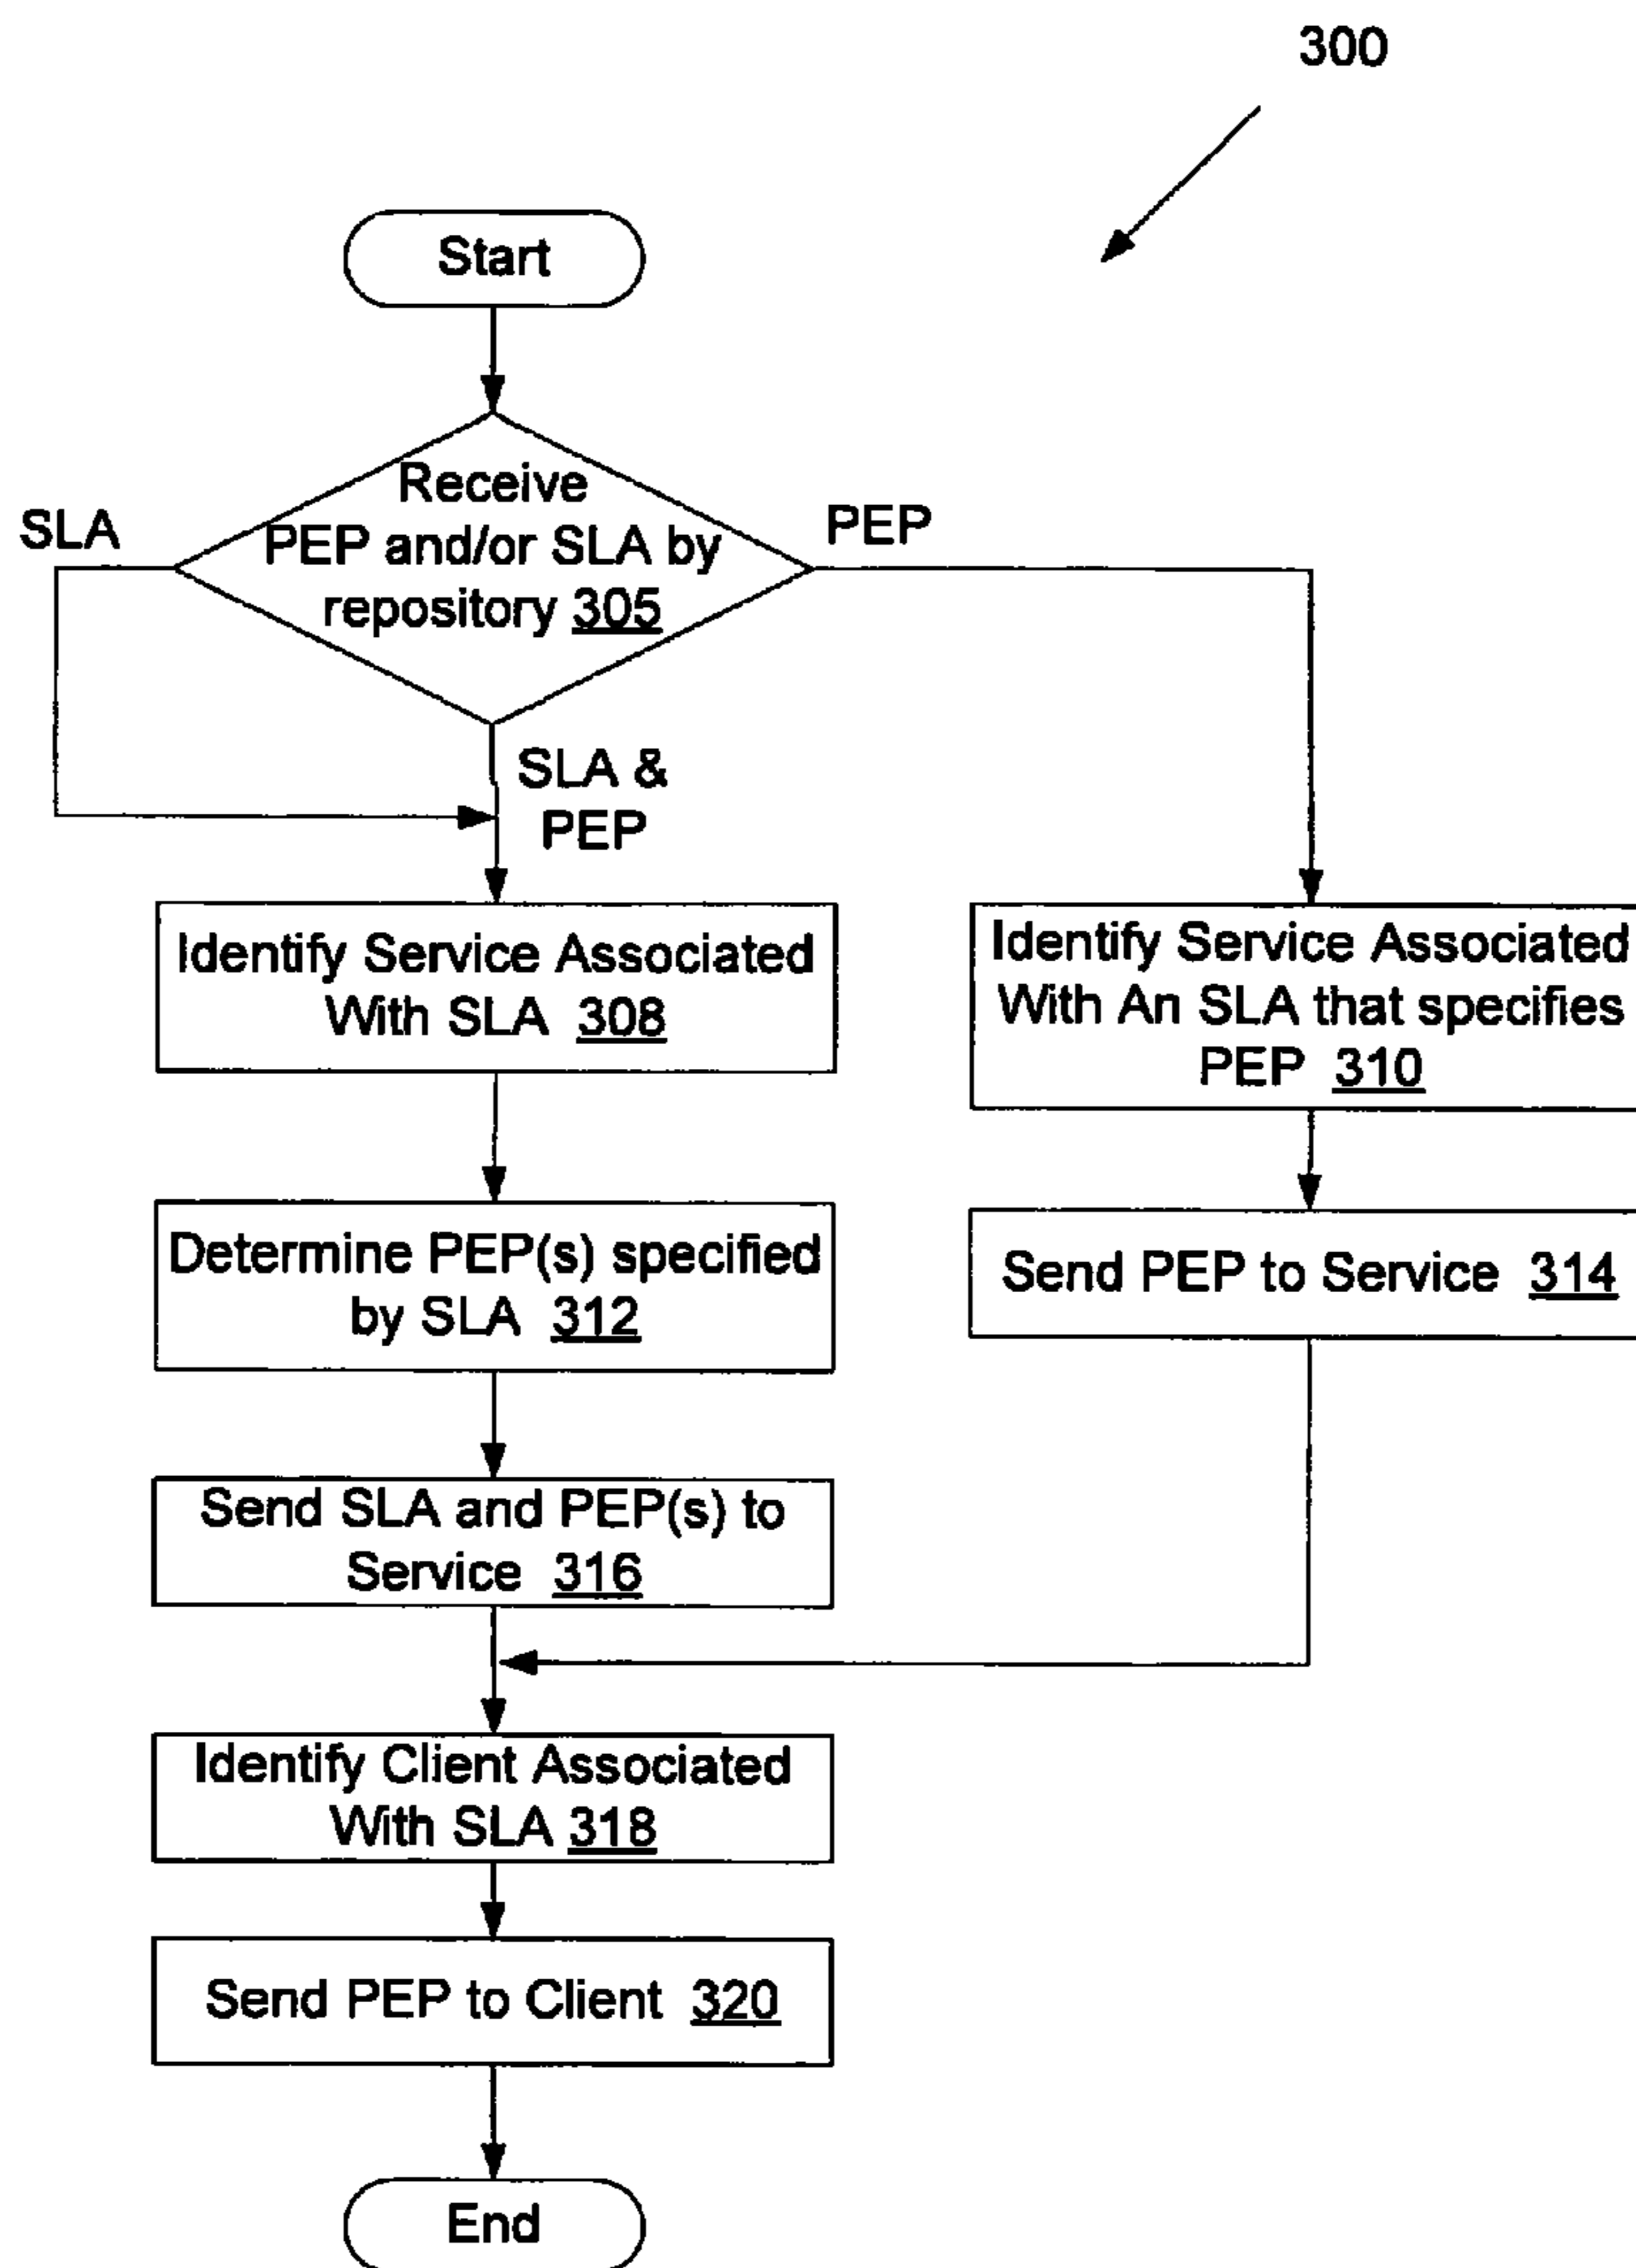 300
Start
Receive
PEP and/or SLA by
repository 305
SLA
PEP
SLA &
PEP
Identify Service Associated
With SLA 308
Identify Service Associated
With An SLA that specifies
PEP 310
Determine PEP(s) specified
by SLA 312
Send PEP to Service 314
Send SLA and PEP(s) to
Service 316
Identify Client Associated
With SLA 318
Send PEP to Client 320
End